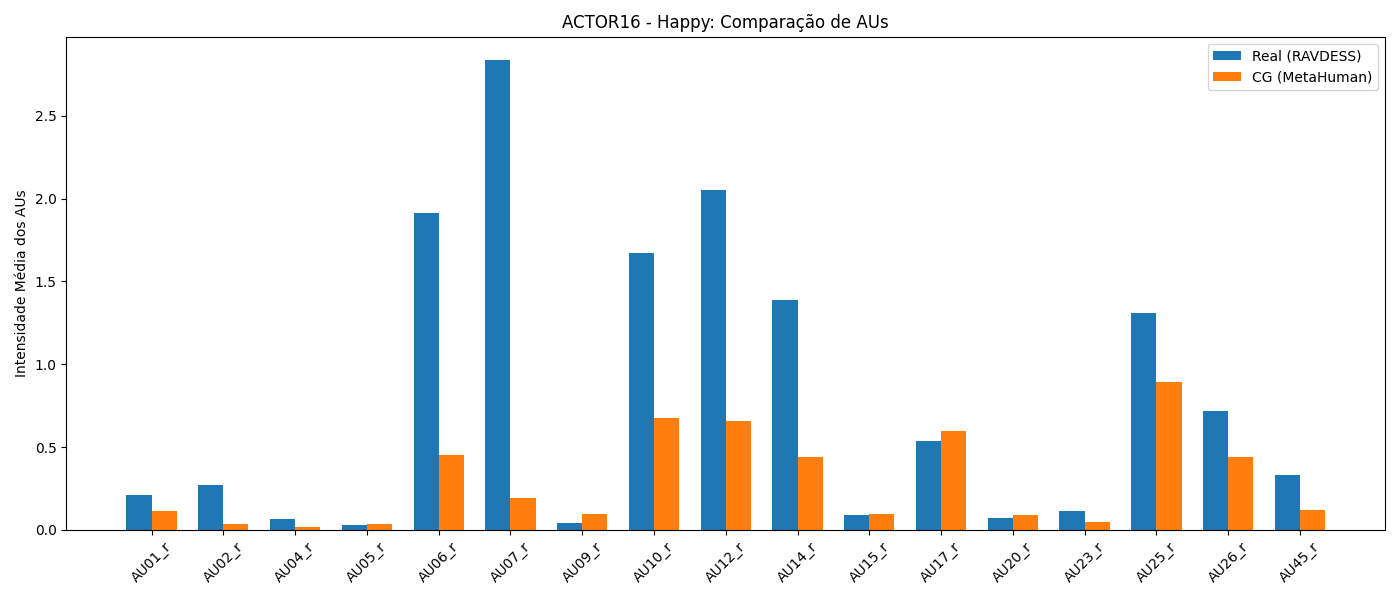 ACTOR16 - Happy: Comparação de AUs
Real (RAVDESS)
CG (MetaHuman)
Intensidade Média dos AUs
2.5
2.0
1.5
1.0
0.5
0.0
AU01_r AU02_r AU04_r AU05_r AU06_r AU07_r AU09_r AU10_r AU12_r AU14_r AU15_r AU17_r AU20_r AU23_r AU25_r AU26_r AU45_r